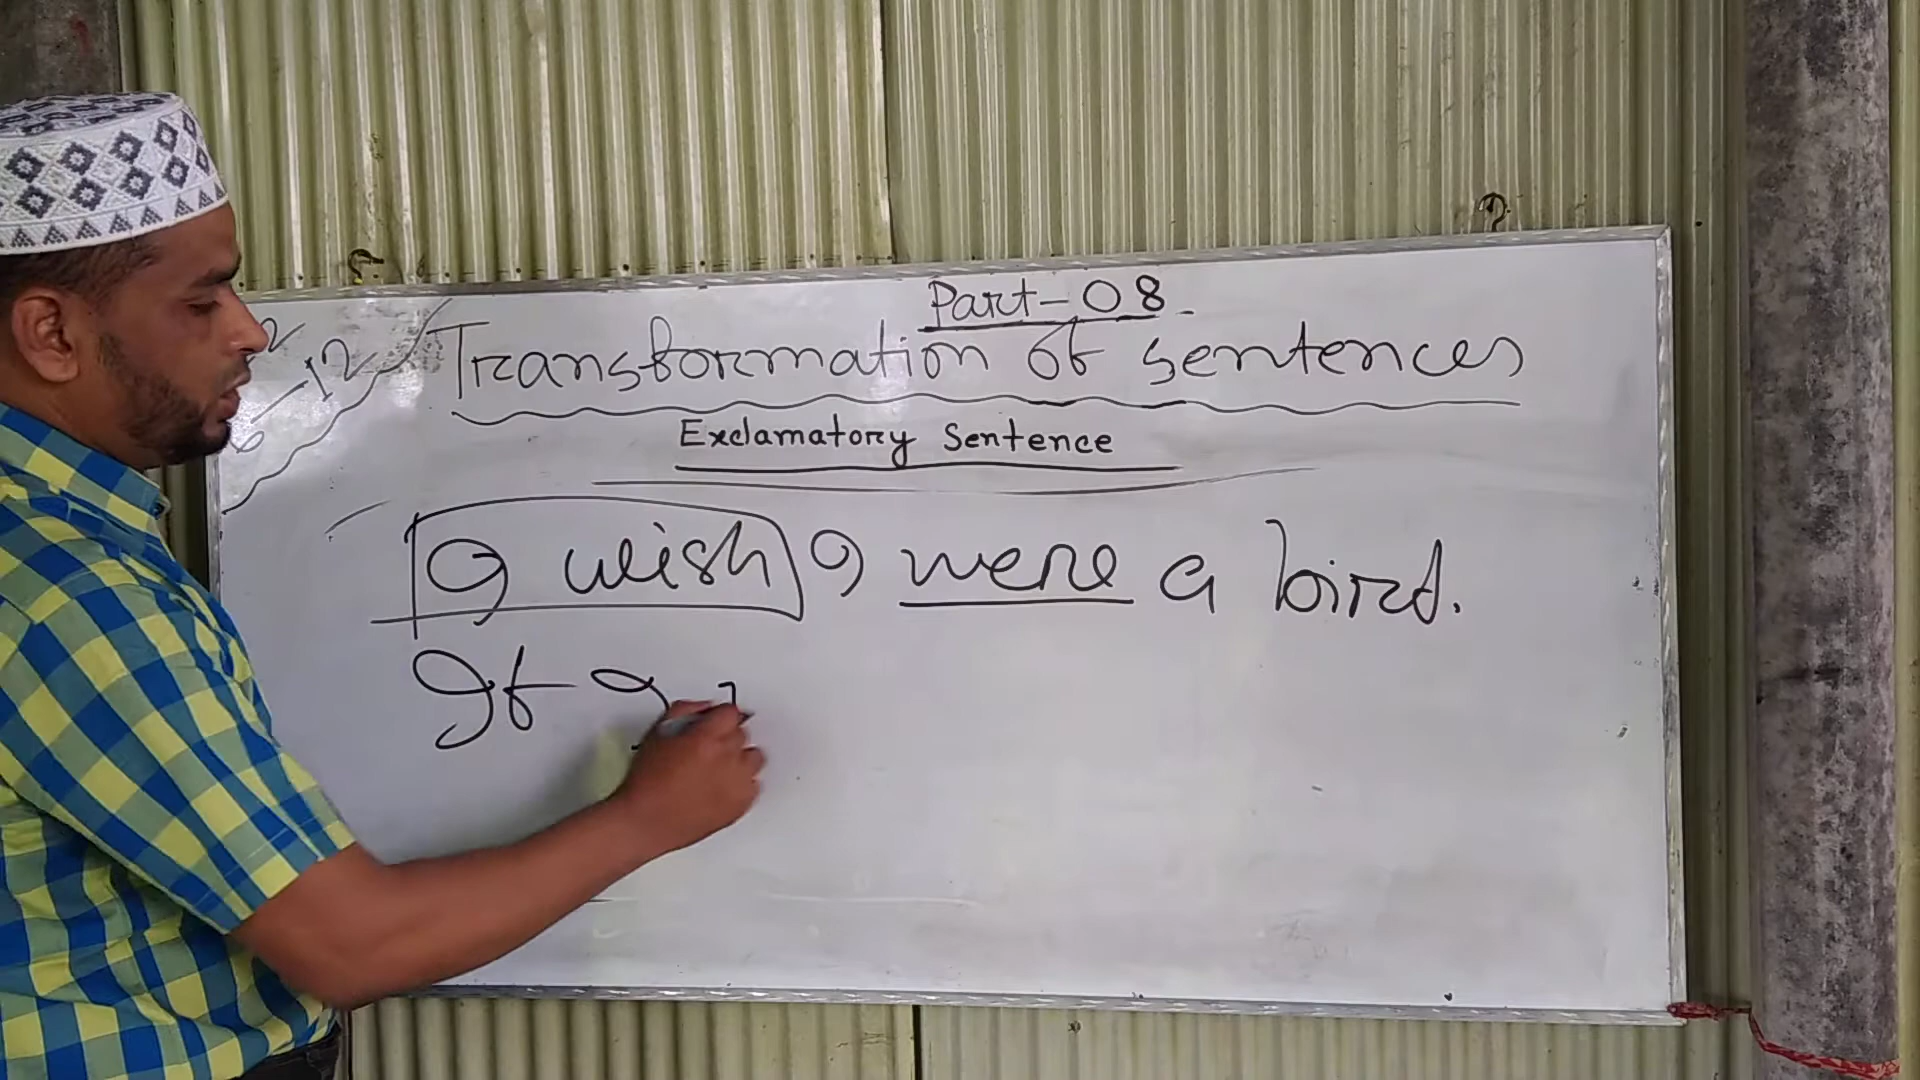 Part-08.
Transformation of sentences
Exclamatory Sentence
I wish I were a bird.
If I